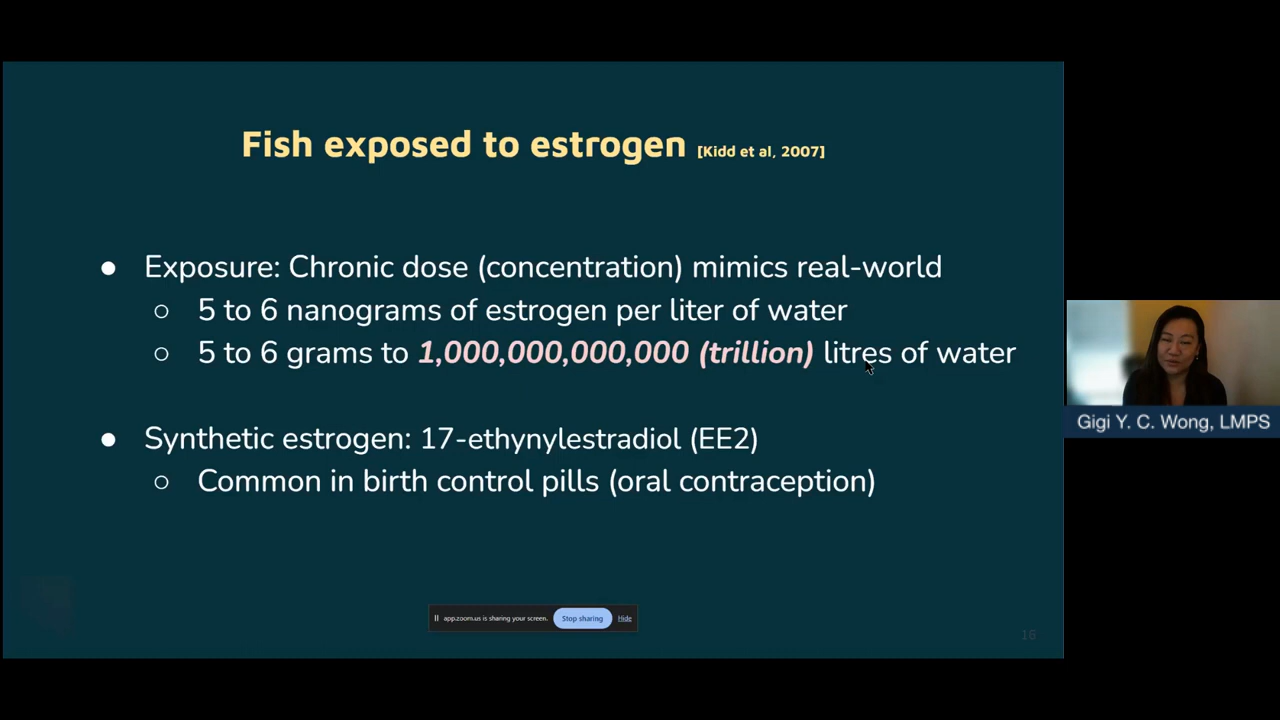 Fish exposed to estrogen [Kidd et al, 2007]
● Exposure: Chronic dose (concentration) mimics real-world
○ 5 to 6 nanograms of estrogen per liter of water
○ 5 to 6 grams to 1,000,000,000,000 (trillion) litres of water
● Synthetic estrogen: 17-ethynylestradiol (EE2)
○ Common in birth control pills (oral contraception)
Gigi Y. C. Wong, LMPS
app.zoom.us is sharing your screen. Stop sharing Hide
16